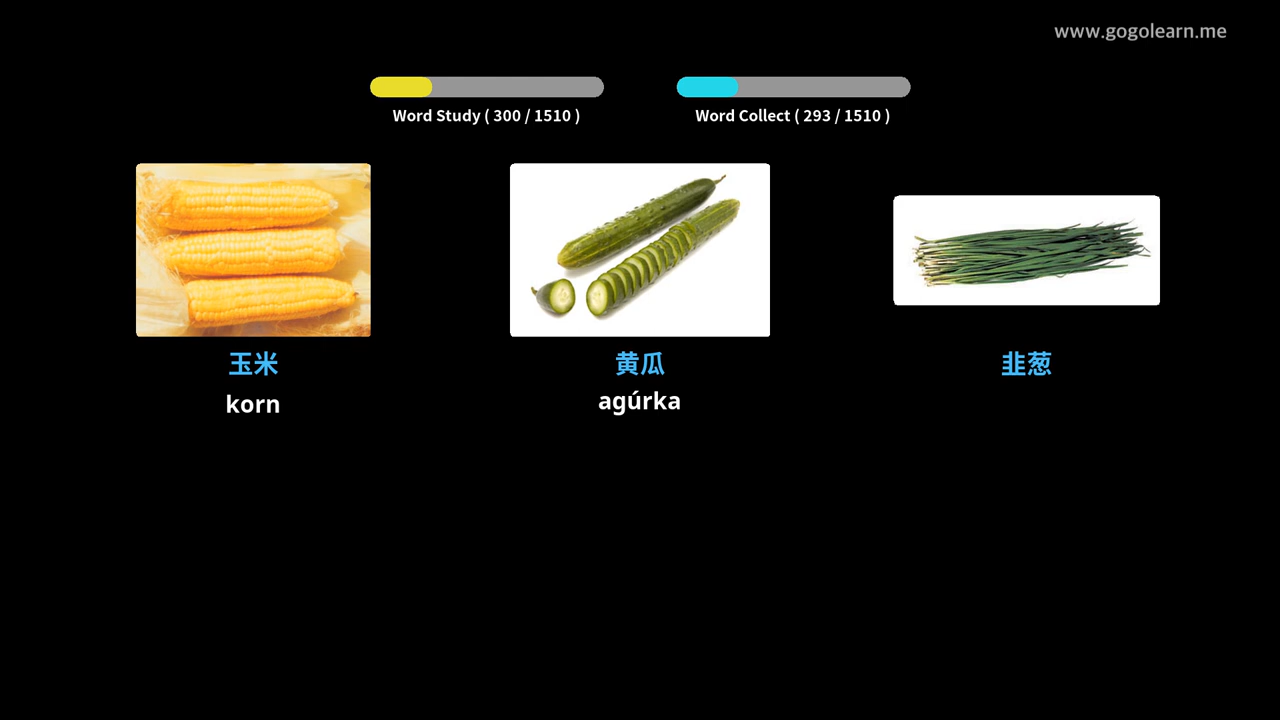 www.gogolearn.me
Word Study ( 300 / 1510 )
Word Collect ( 293 / 1510 )
玉米
黄瓜
韭葱
korn
agúrka